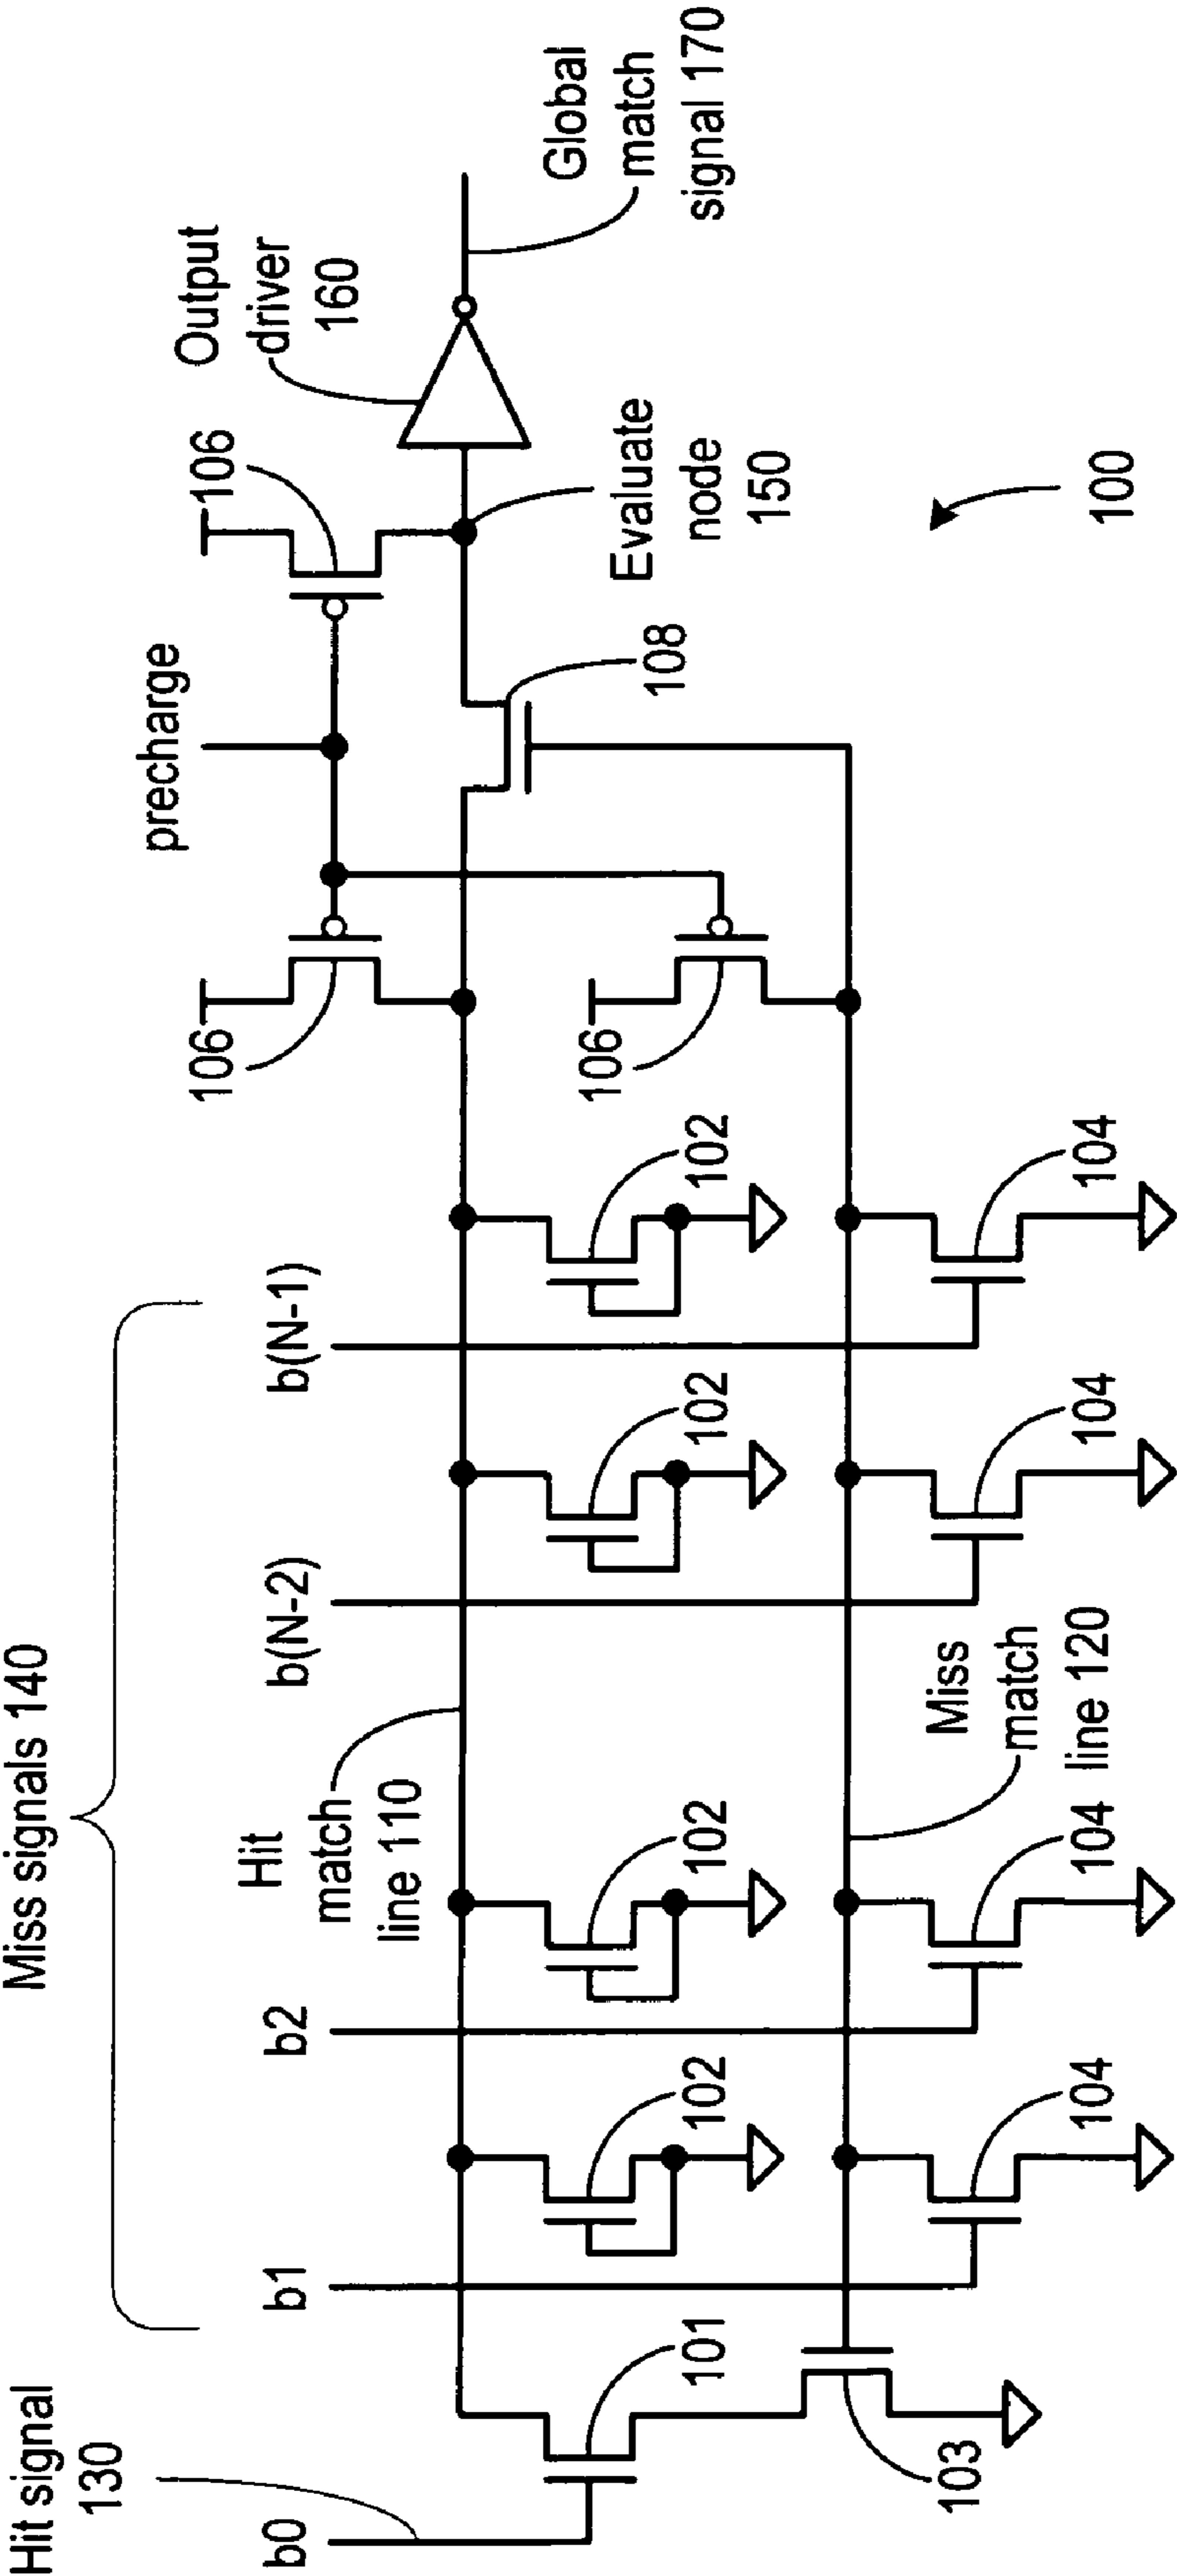 Hit signal
130
Miss signals 140
b0
b1
b2
b(N-2)
b(N-1)
precharge
106
106
106
Output
driver
160
Global
match
signal 170
Hit
match
line 110
101
102
102
102
102
108
Evaluate
node
150
Miss
match
line 120
103
104
104
104
104
100